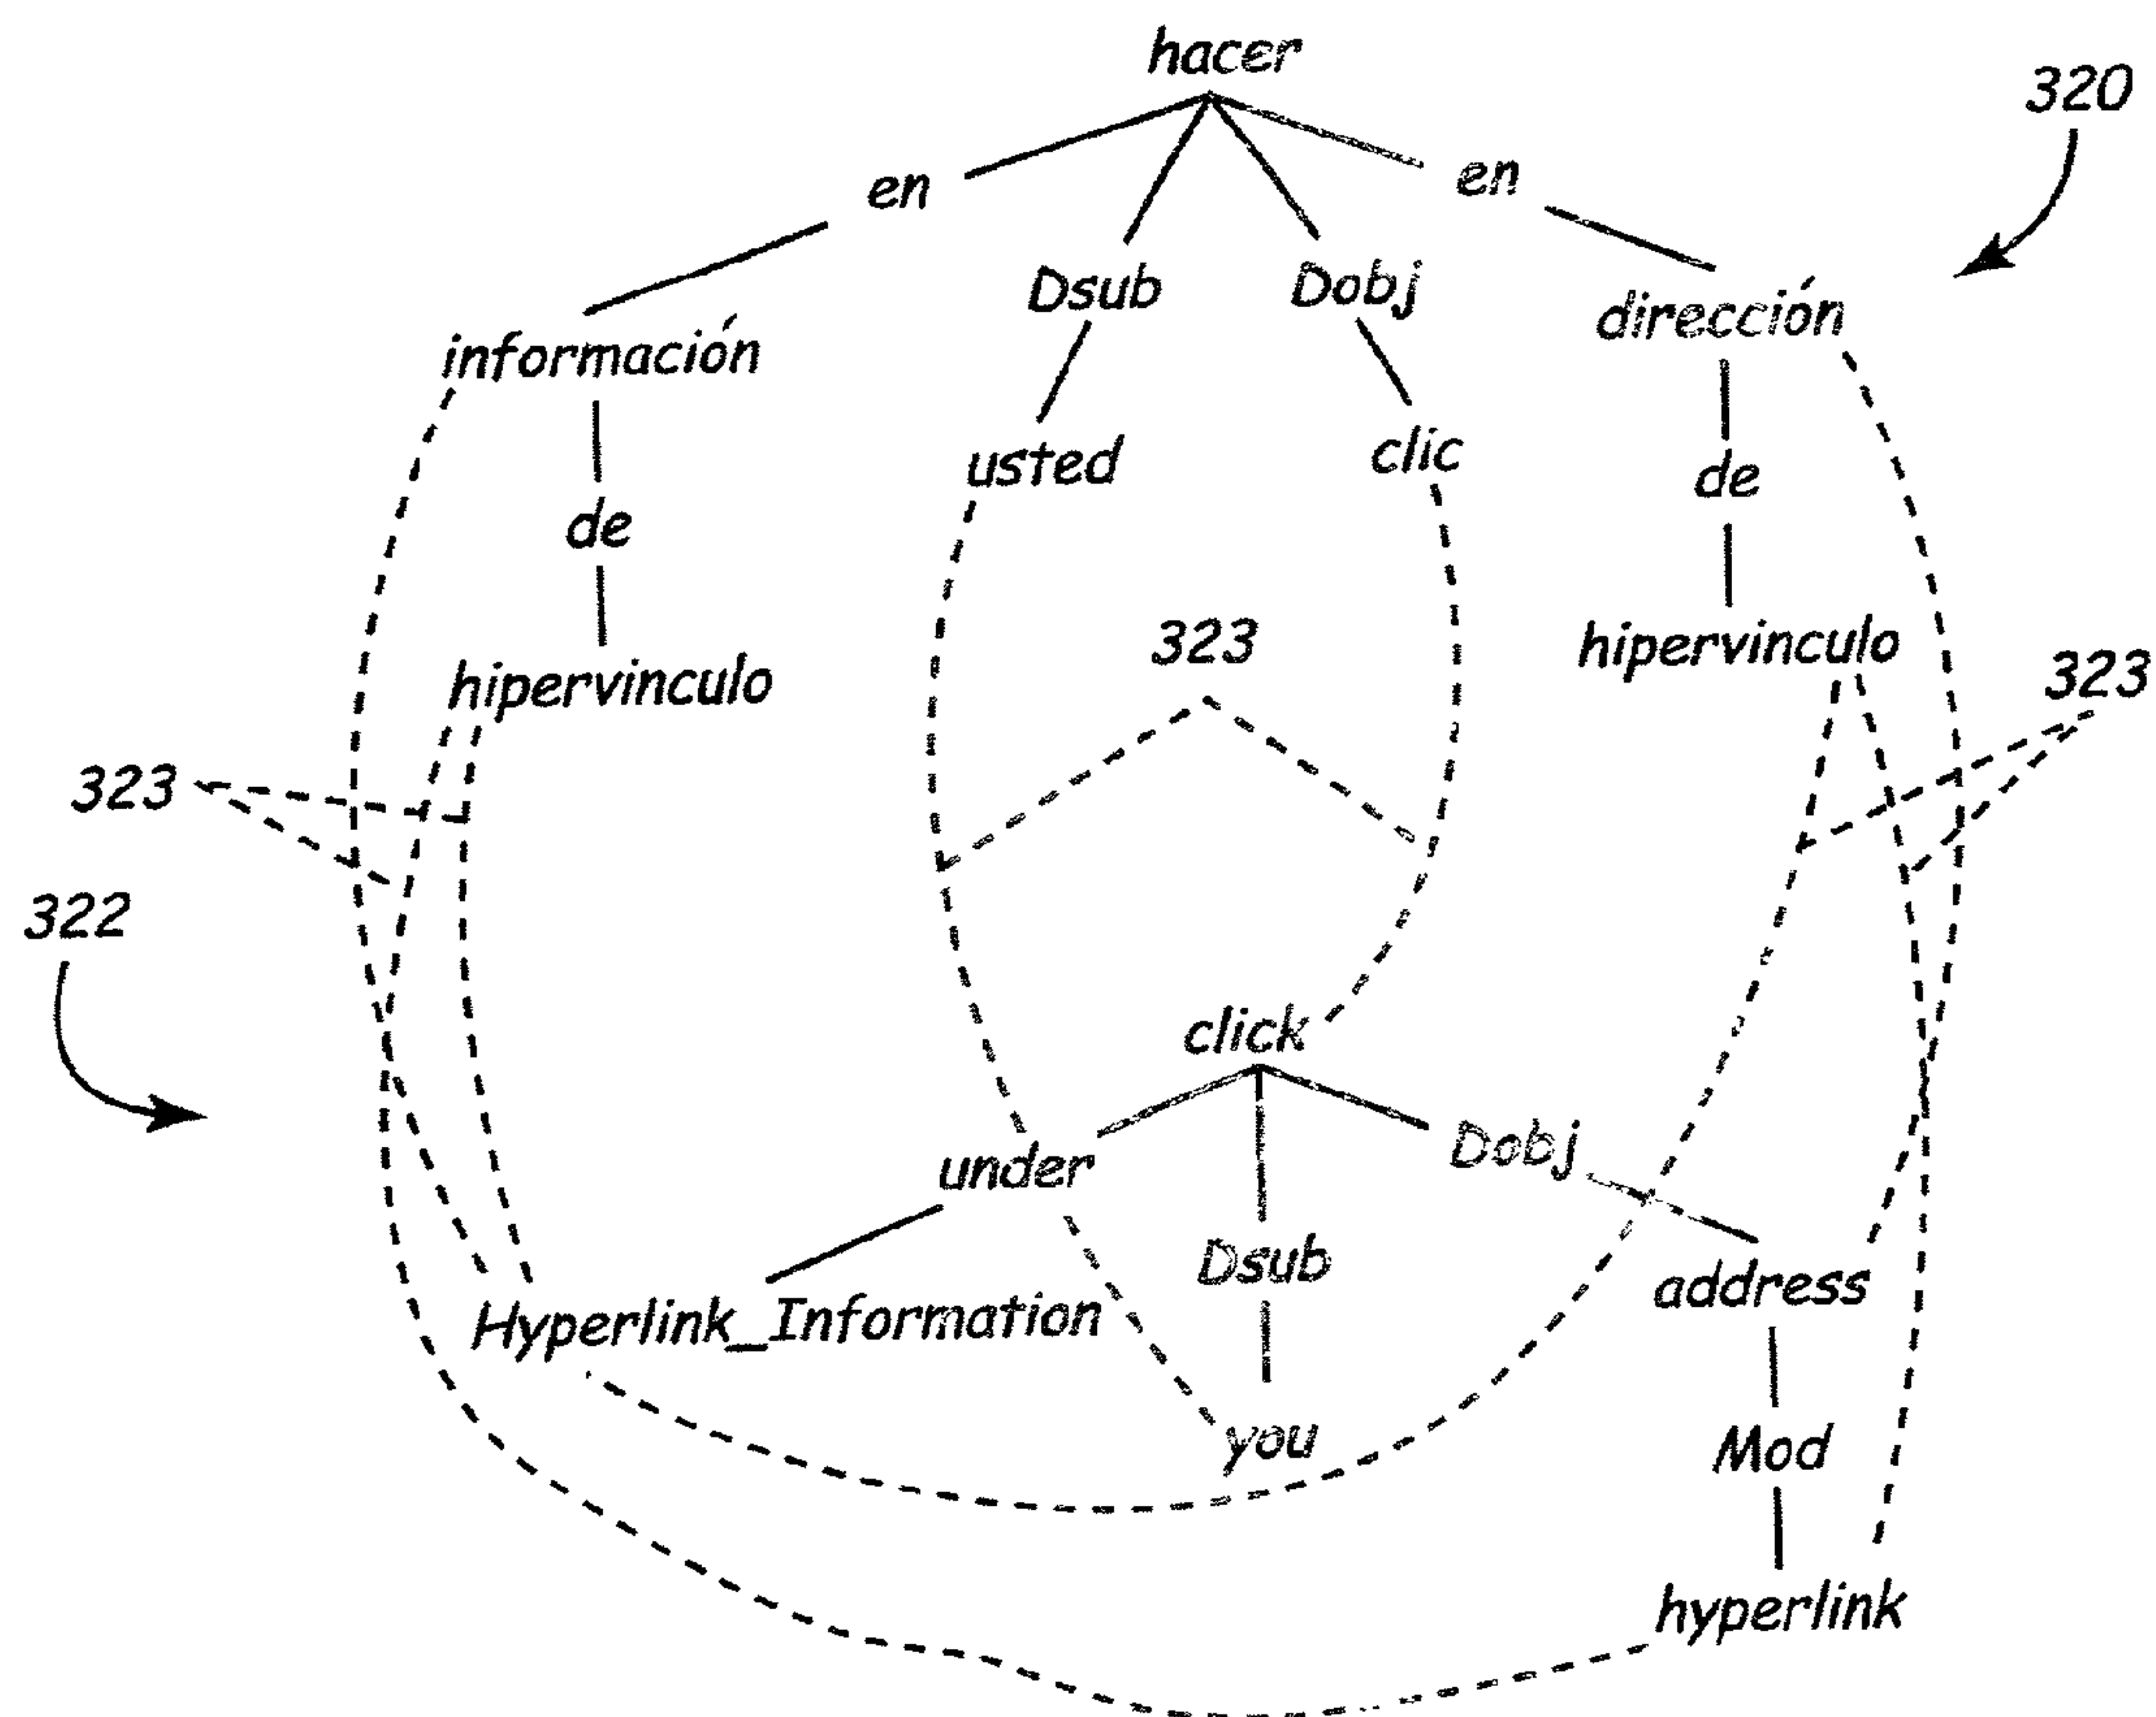 hacer
320
en
en
Dsub
Dobj
dirección
información
usted
clic
de
de
323
hipervinculo
hipervinculo
323
323
322
click
under
Dobj
Dsub
Hyperlink_Information
address
you
Mod
hyperlink